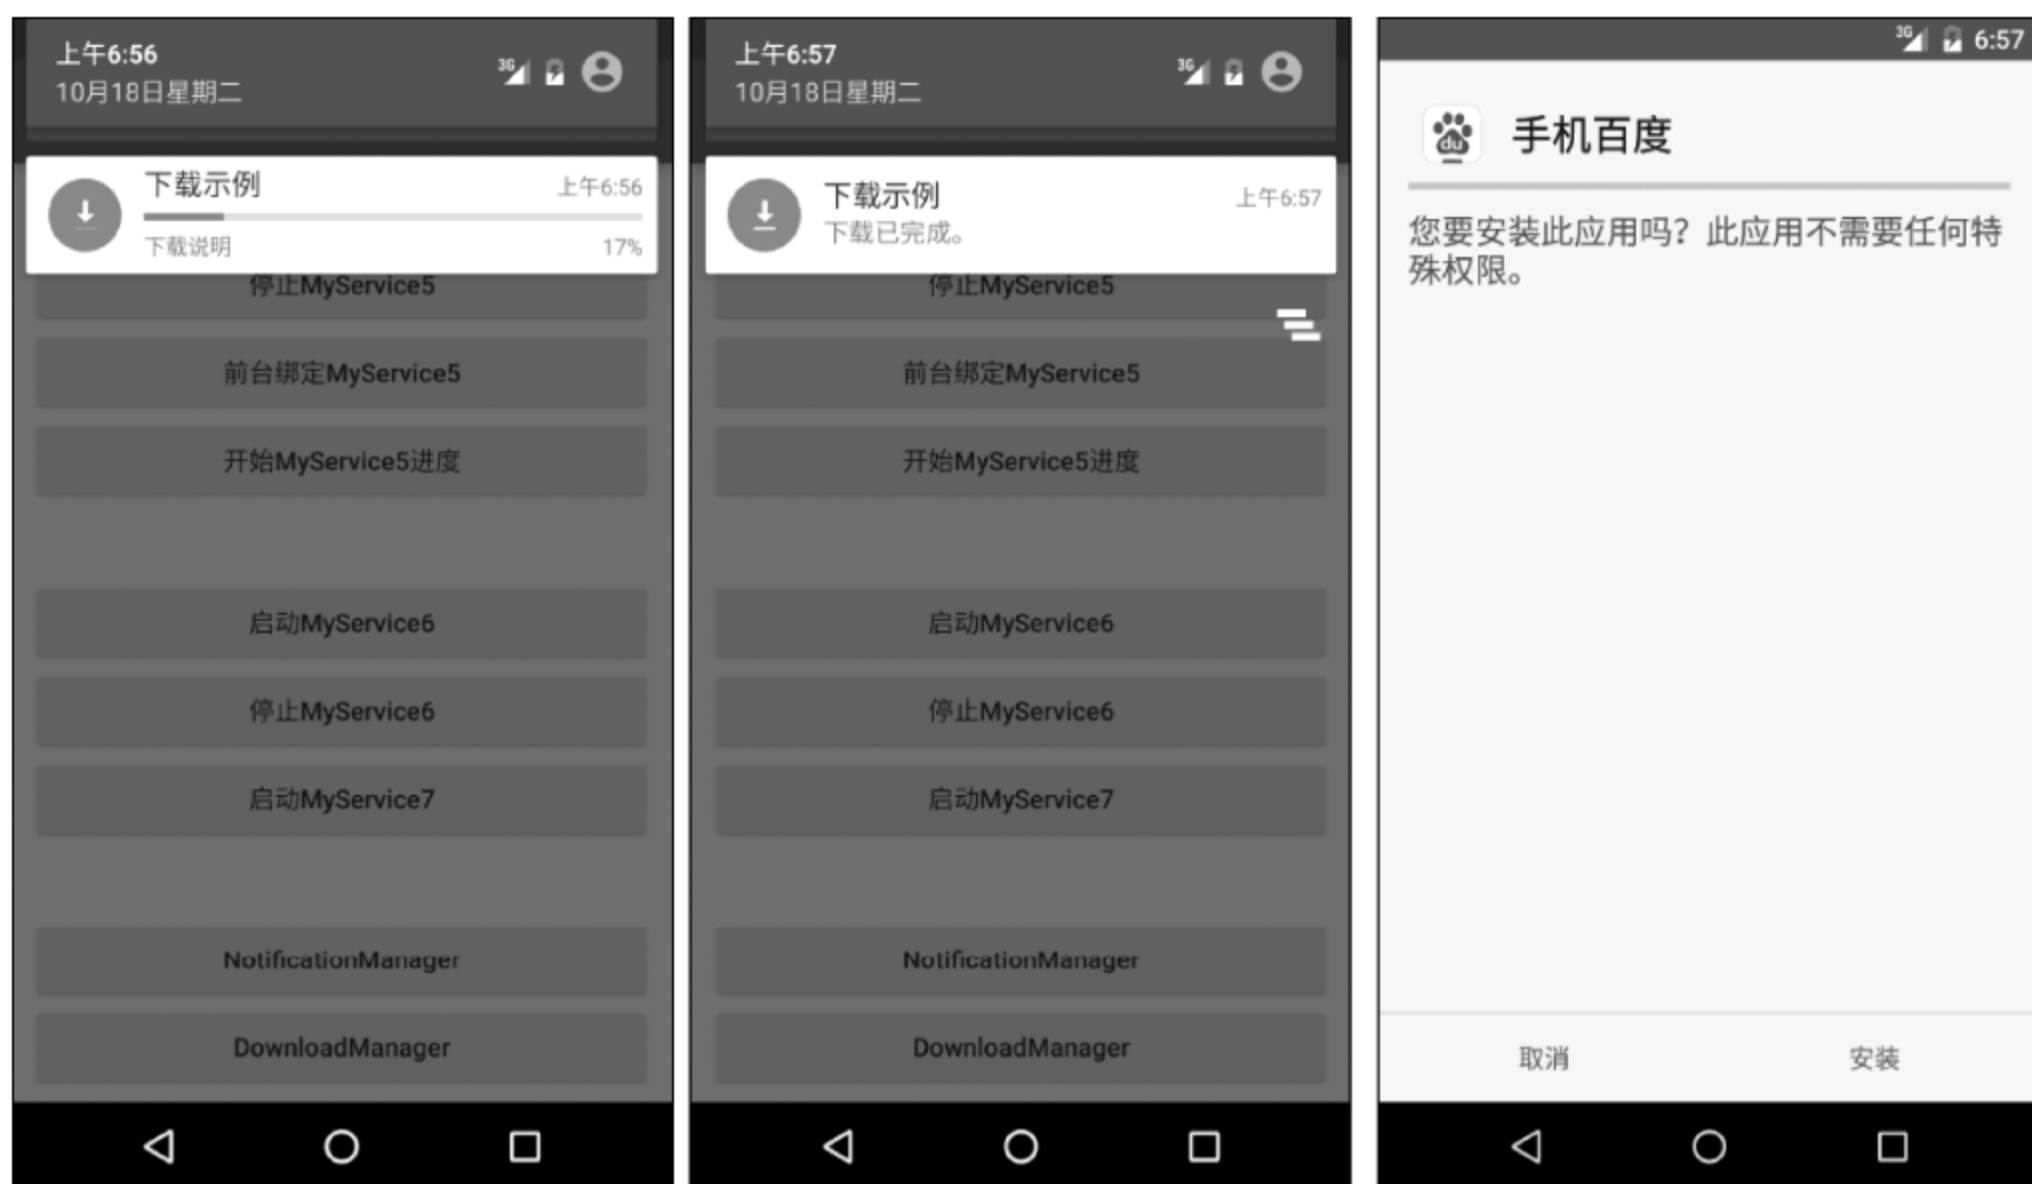 上午6:56
3G
10月18日星期二
下载示例
上午6:56
下载说明
17%
停止MyService5
前台绑定MyService5
开始MyService5进度
启动MyService6
停止MyService6
启动MyService7
NotificationManager
DownloadManager
上午6:57
3G
10月18日星期二
下载示例
上午6:57
下载已完成。
停止MyService5
前台绑定MyService5
开始MyService5进度
启动MyService6
停止MyService6
启动MyService7
NotificationManager
DownloadManager
3G 6:57
du
手机百度
您要安装此应用吗？此应用不需要任何特
殊权限。
取消
安装